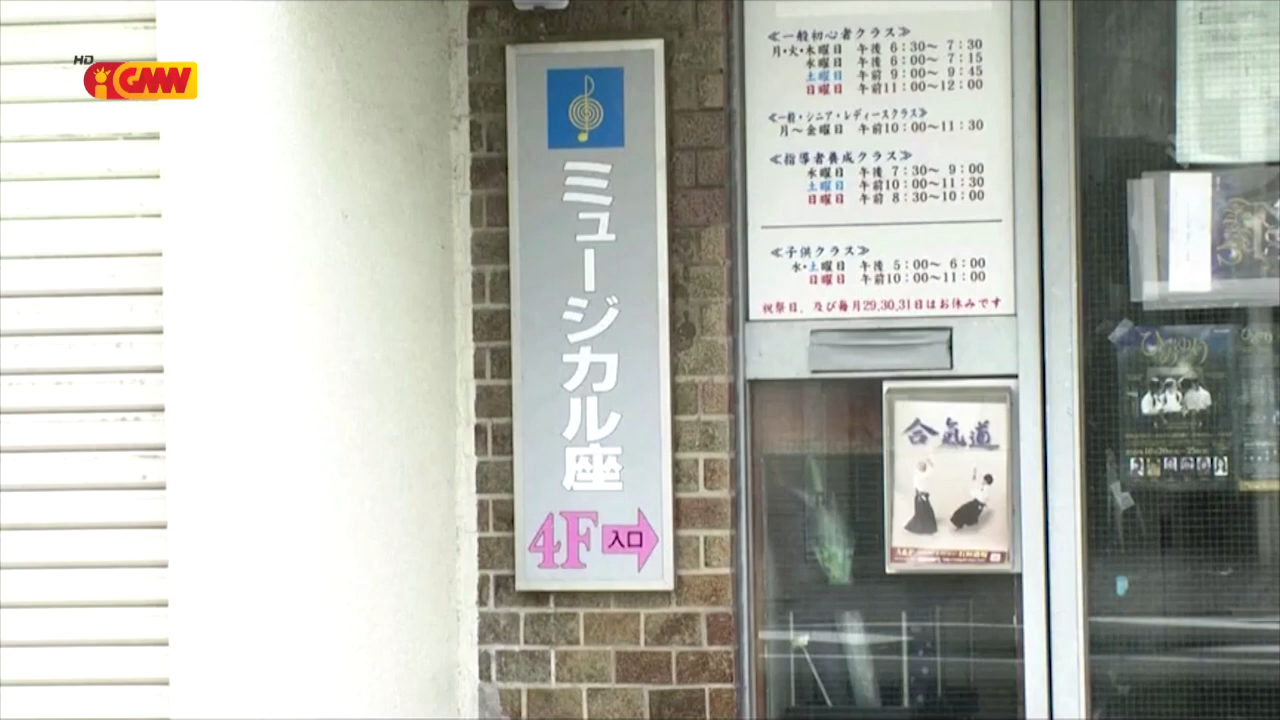 HD
iGMW
ミュージカル座
4F 入口
≪一般初心者クラス≫
月・火・木曜日 午後 6:30〜 7:30
水曜日 午後 6:00〜 7:15
土曜日 午前 9:00〜 9:45
日曜日 午前11:00〜12:00
≪一般・シニア・レディースクラス≫
月〜金曜日 午前10:00〜11:30
≪指導者養成クラス≫
水曜日 午後 7:30〜 9:00
土曜日 午前10:00〜11:30
日曜日 午前 8:30〜10:00
≪子供クラス≫
水・土曜日 午後 5:00〜 6:00
日曜日 午前10:00〜11:00
祝祭日、及び毎月29,30,31日はお休みです
合氣道
ひめゆり